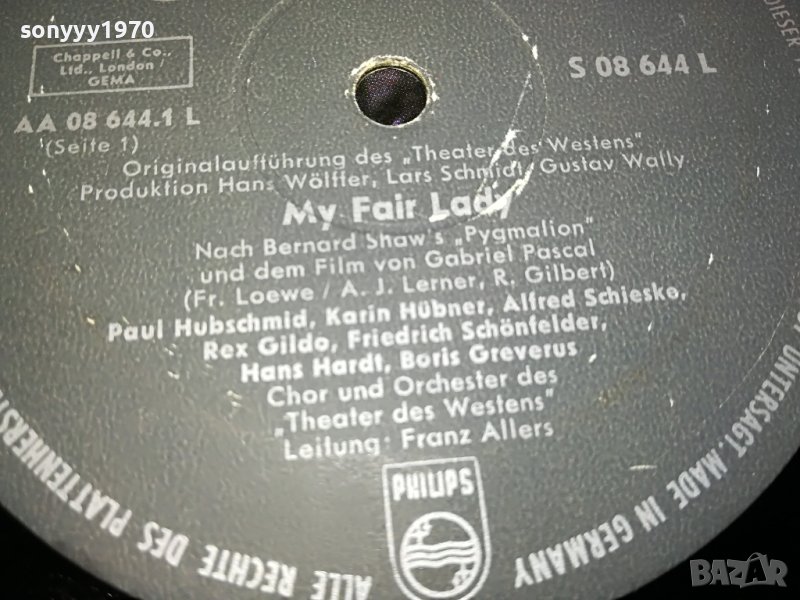 sonyyy1970
Chappell & Co.,
Ltd., London /
GEMA
S 08 644 L
AA 08 644.1 L
(Seite 1)
Originalaufführung des „Theater des Westens"
Produktion Hans Wölffer, Lars Schmidt, Gustav Wally
My Fair Lady
Nach Bernard Shaw's „Pygmalion"
und dem Film von Gabriel Pascal
(Fr. Loewe / A. J. Lerner, R. Gilbert)
Paul Hubschmid, Karin Hübner, Alfred Schieske,
Rex Gildo, Friedrich Schönfelder,
Hans Hardt, Boris Greverus
Chor und Orchester des
„Theater des Westens"
Leitung: Franz Allers
PHILIPS
ALLE RECHTE DES
DIESER
UNTERSAGT. MADE IN GERMANY
BAZAR